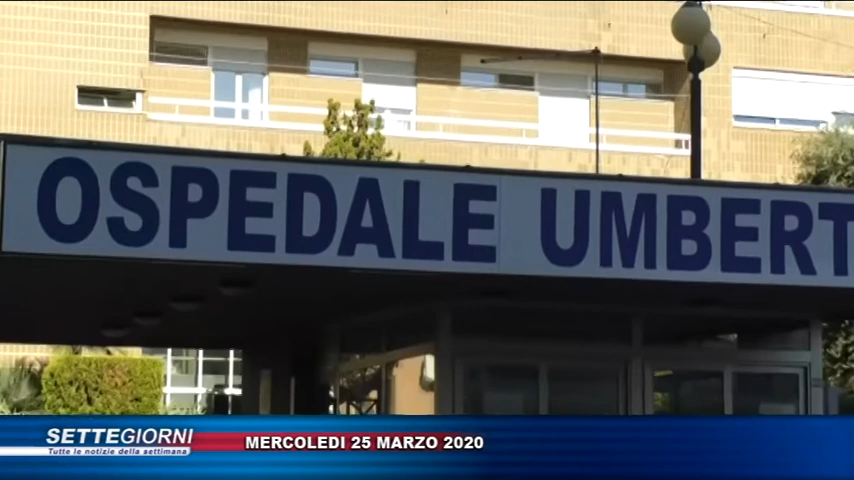 OSPEDALE UMBERT
SETTEGIORNI
Tutte le notizie della settimana
MERCOLEDI 25 MARZO 2020